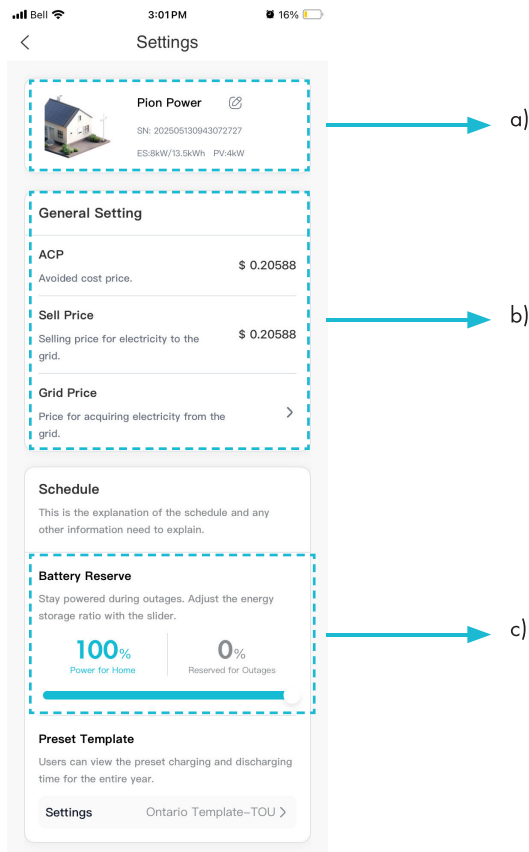 Bell 3:01 PM 16%
Settings
Pion Power
SN: 202505130943072727
ES:8kW/13.5kWh PV:4kW
a)
General Setting
ACP
$ 0.20588
Avoided cost price.
Sell Price
Selling price for electricity to the
$ 0.20588
grid.
b)
Grid Price
Price for acquiring electricity from the
grid.
Schedule
This is the explanation of the schedule and any
other information need to explain.
Battery Reserve
Stay powered during outages. Adjust the energy
storage ratio with the slider.
100% 0%
Power for Home Reserved for Outages
c)
Preset Template
Users can view the preset charging and discharging
time for the entire year.
Settings Ontario Template-TOU